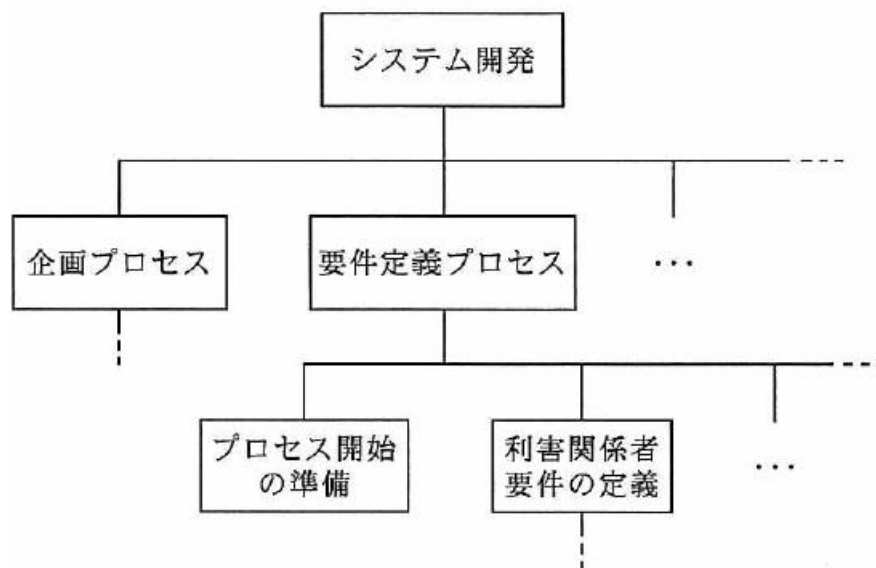 システム開発
企画プロセス
要件定義プロセス
...
プロセス開始
の準備
利害関係者
要件の定義
...